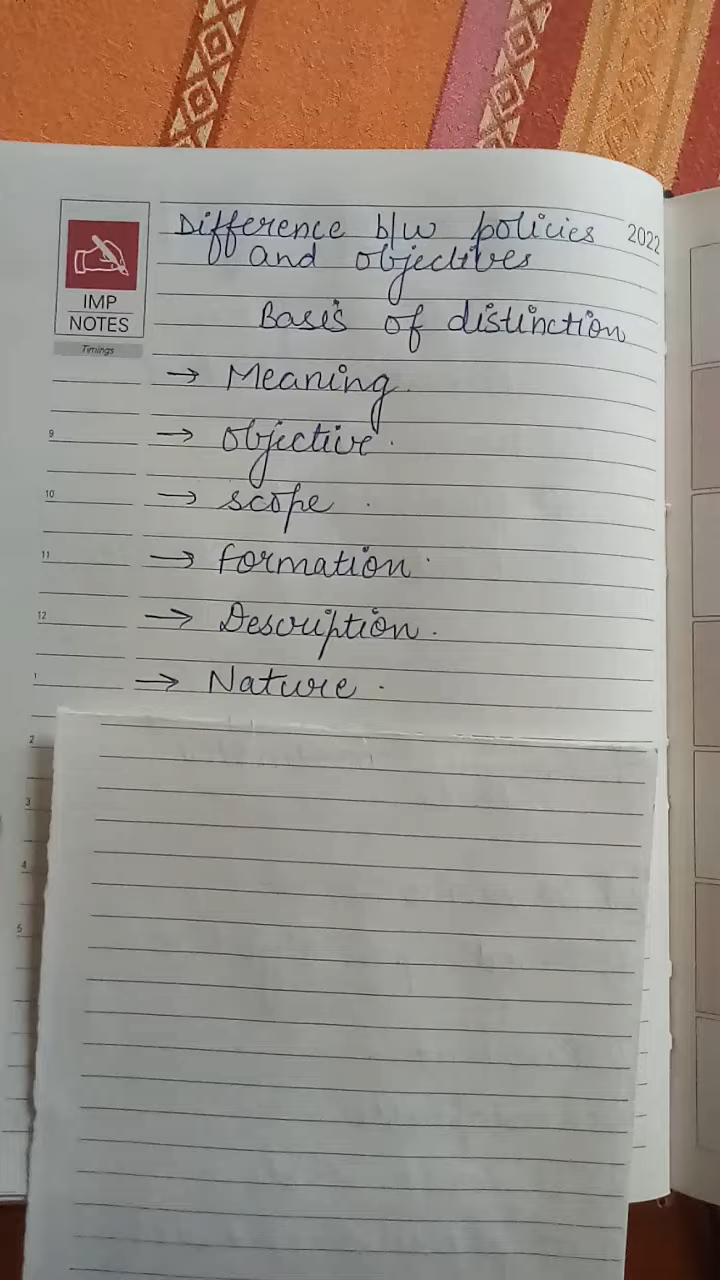 Difference b/w policies 2022
and objectives
IMP
NOTES
Basis of distinction
Timings
→ Meaning.
9 → objective.
10 → scope.
11 → formation.
12 → Description.
1 → Nature.
2
3
4
5